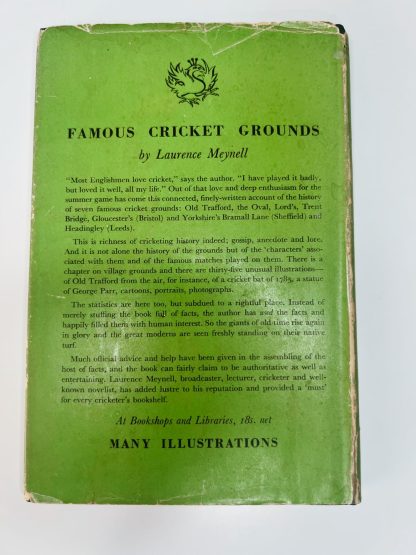 FAMOUS CRICKET GROUNDS
by Laurence Meynell
"Most Englishmen love cricket," says the author. "I have played it badly,
but loved it well, all my life." Out of that love and deep enthusiasm for the
summer game has come this connected, finely-written account of the history
of seven famous cricket grounds: Old Trafford, the Oval, Lord's, Trent
Bridge, Gloucester's (Bristol) and Yorkshire's Bramall Lane (Sheffield) and
Headingley (Leeds).
This is richness of cricketing history indeed; gossip, anecdote and lore.
And it is not alone the history of the grounds but of the 'characters' asso-
ciated with them and of the famous matches played on them. There is a
chapter on village grounds and there are thirty-five unusual illustrations—
of Old Trafford from the air, for instance, of a cricket bat of 1785, a statue
of George Parr, cartoons, portraits, photographs.
The statistics are here too, but subdued to a rightful place. Instead of
merely stuffing the book full of facts, the author has used the facts and
happily filled them with human interest. So the giants of old time rise again
in glory and the great moderns are seen freshly standing on their native
turf.
Much official advice and help have been given in the assembling of the
host of facts, and the book can fairly claim to be authoritative as well as
entertaining. Laurence Meynell, broadcaster, lecturer, cricketer and well-
known novelist, has added lustre to his reputation and provided a 'must'
for every cricketer's bookshelf.
At Bookshops and Libraries, 18s. net
MANY ILLUSTRATIONS